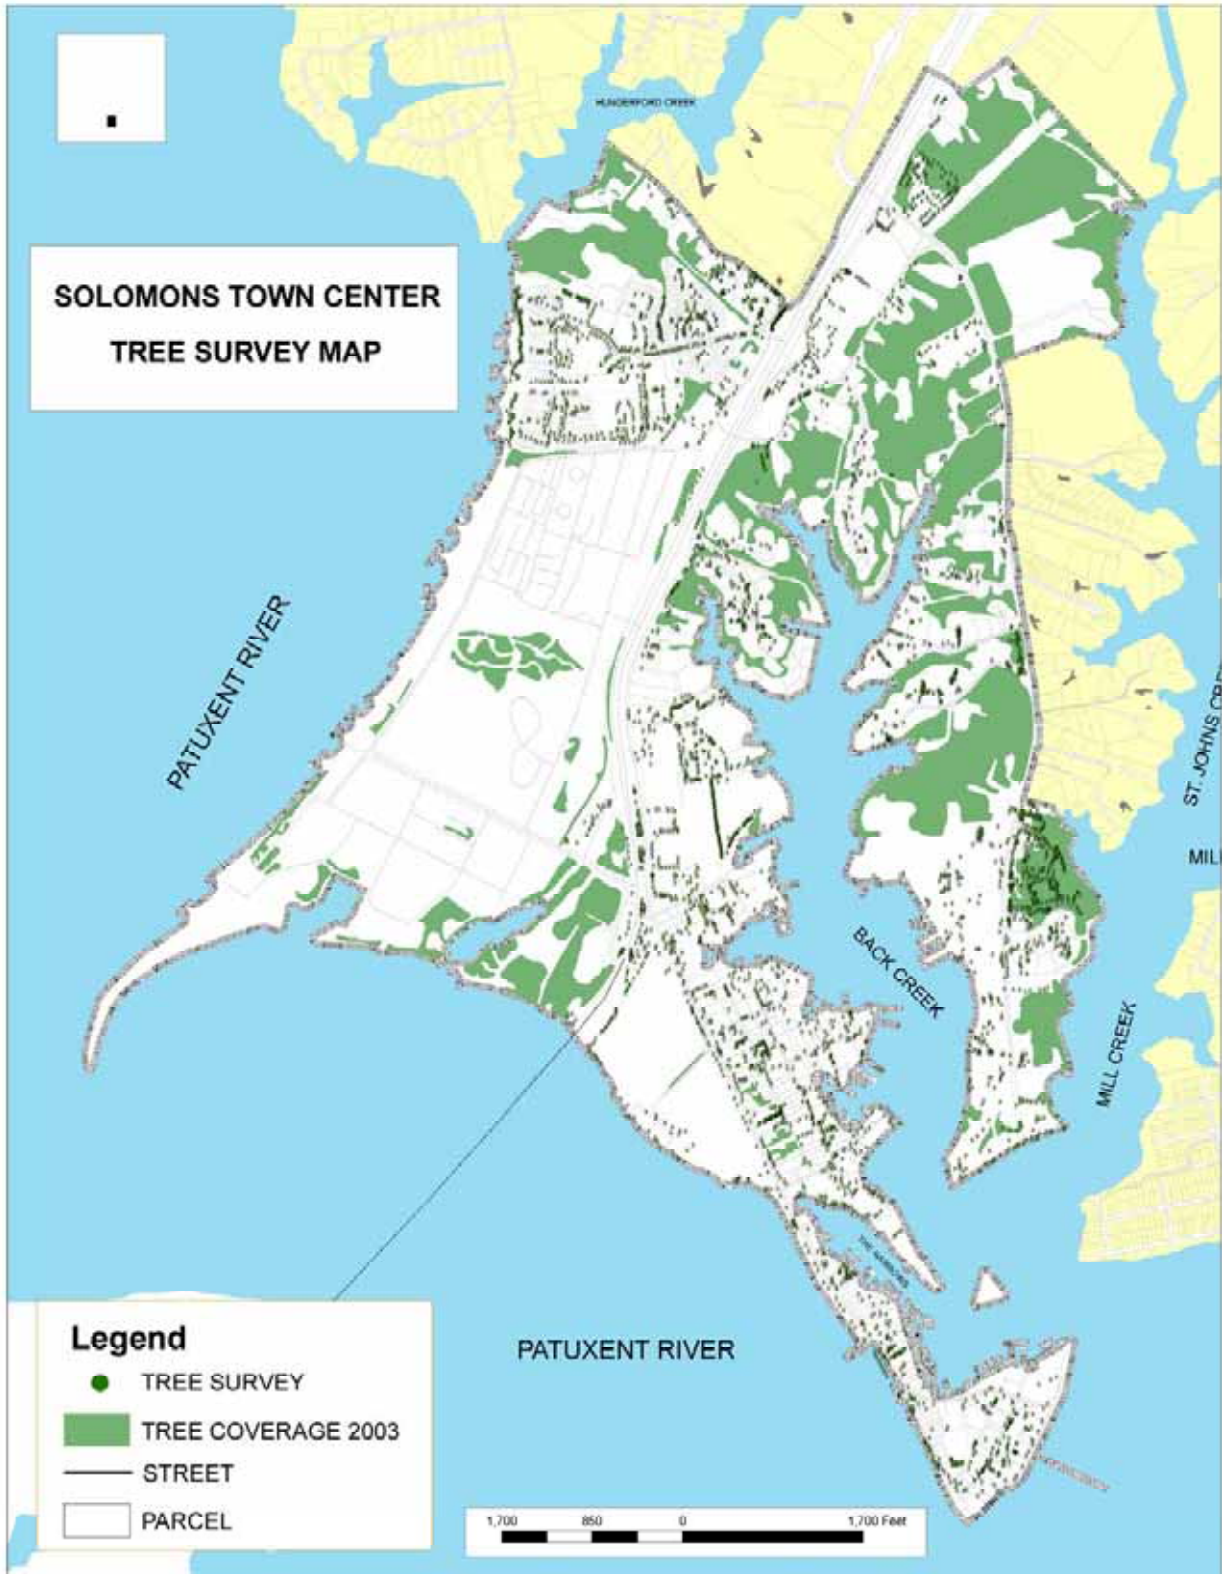 HUNGERFORD CREEK
SOLOMONS TOWN CENTER
TREE SURVEY MAP
PATUXENT RIVER
ST. JOHNS CRE
MILL
BACK CREEK
MILL CREEK
THE NARROWS
PATUXENT RIVER
Legend
TREE SURVEY
TREE COVERAGE 2003
STREET
PARCEL
1,700 850 0 1,700 Feet